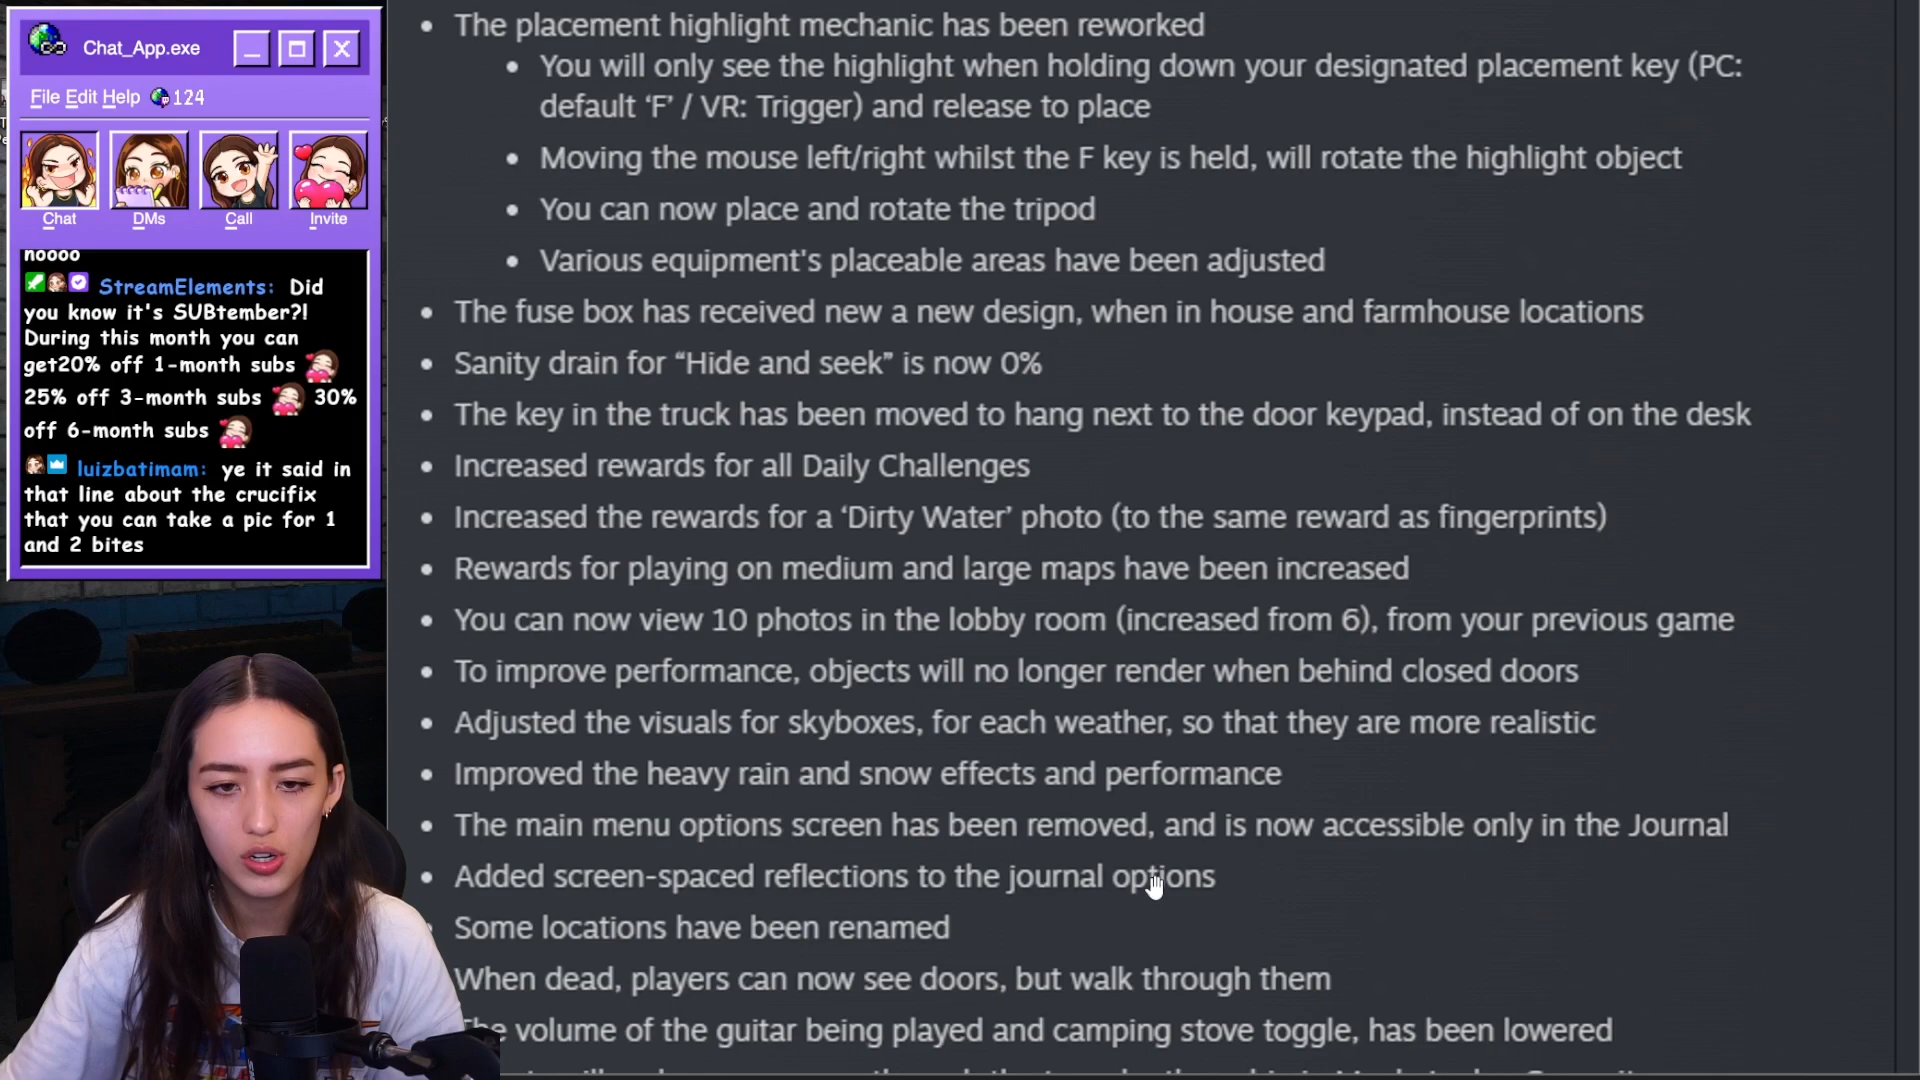 Chat_App.exe
File Edit Help 124
Chat DMs Call Invite
noooo
StreamElements: Did
you know it's SUBtember?!
During this month you can
get20% off 1-month subs
25% off 3-month subs 30%
off 6-month subs
luizbatimam: ye it said in
that line about the crucifix
that you can take a pic for 1
and 2 bites
• The placement highlight mechanic has been reworked
• You will only see the highlight when holding down your designated placement key (PC:
default ‘F’ / VR: Trigger) and release to place
• Moving the mouse left/right whilst the F key is held, will rotate the highlight object
• You can now place and rotate the tripod
• Various equipment's placeable areas have been adjusted
• The fuse box has received new a new design, when in house and farmhouse locations
• Sanity drain for “Hide and seek” is now 0%
• The key in the truck has been moved to hang next to the door keypad, instead of on the desk
• Increased rewards for all Daily Challenges
• Increased the rewards for a ‘Dirty Water’ photo (to the same reward as fingerprints)
• Rewards for playing on medium and large maps have been increased
• You can now view 10 photos in the lobby room (increased from 6), from your previous game
• To improve performance, objects will no longer render when behind closed doors
• Adjusted the visuals for skyboxes, for each weather, so that they are more realistic
• Improved the heavy rain and snow effects and performance
• The main menu options screen has been removed, and is now accessible only in the Journal
• Added screen-spaced reflections to the journal options
Some locations have been renamed
When dead, players can now see doors, but walk through them
The volume of the guitar being played and camping stove toggle, has been lowered